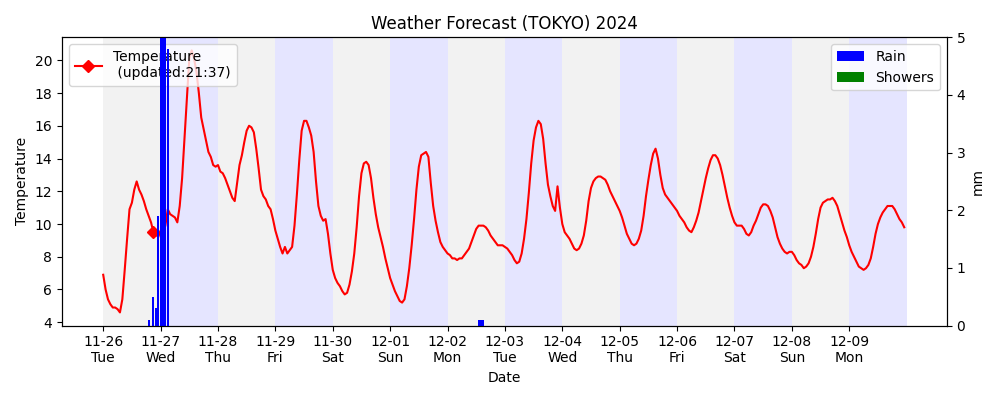 Weather Forecast (TOKYO) 2024
Temperature
(updated:21:37)
Rain
Showers
Temperature
20
18
16
14
12
10
8
6
4
5
4
3
2
1
0
mm
11-26 11-27 11-28 11-29 11-30 12-01 12-02 12-03 12-04 12-05 12-06 12-07 12-08 12-09
Tue Wed Thu Fri Sat Sun Mon Tue Wed Thu Fri Sat Sun Mon
Date